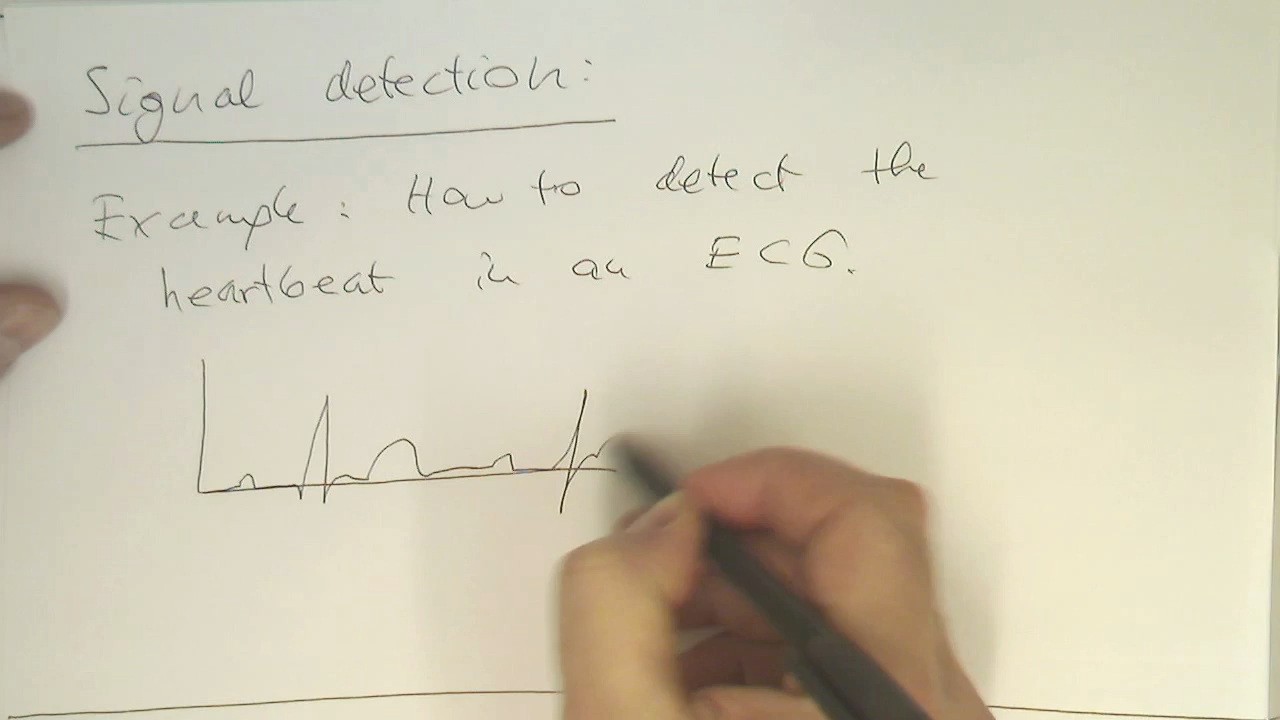 Signal detection:
Example: How to detect the
heartbeat in an ECG.